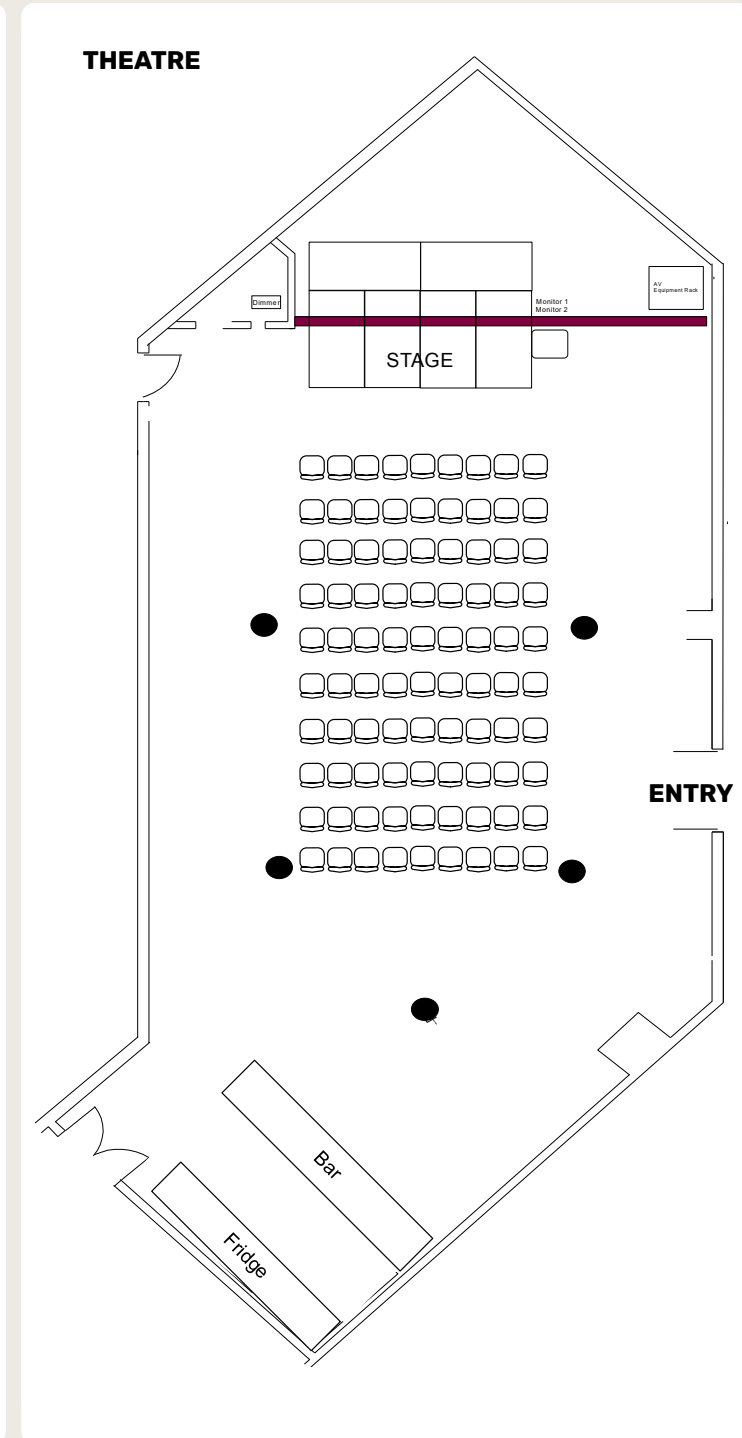 THEATRE
Dimmer
AV
Equipment Rack
Monitor 1
Monitor 2
STAGE
ENTRY
Bar
Fridge